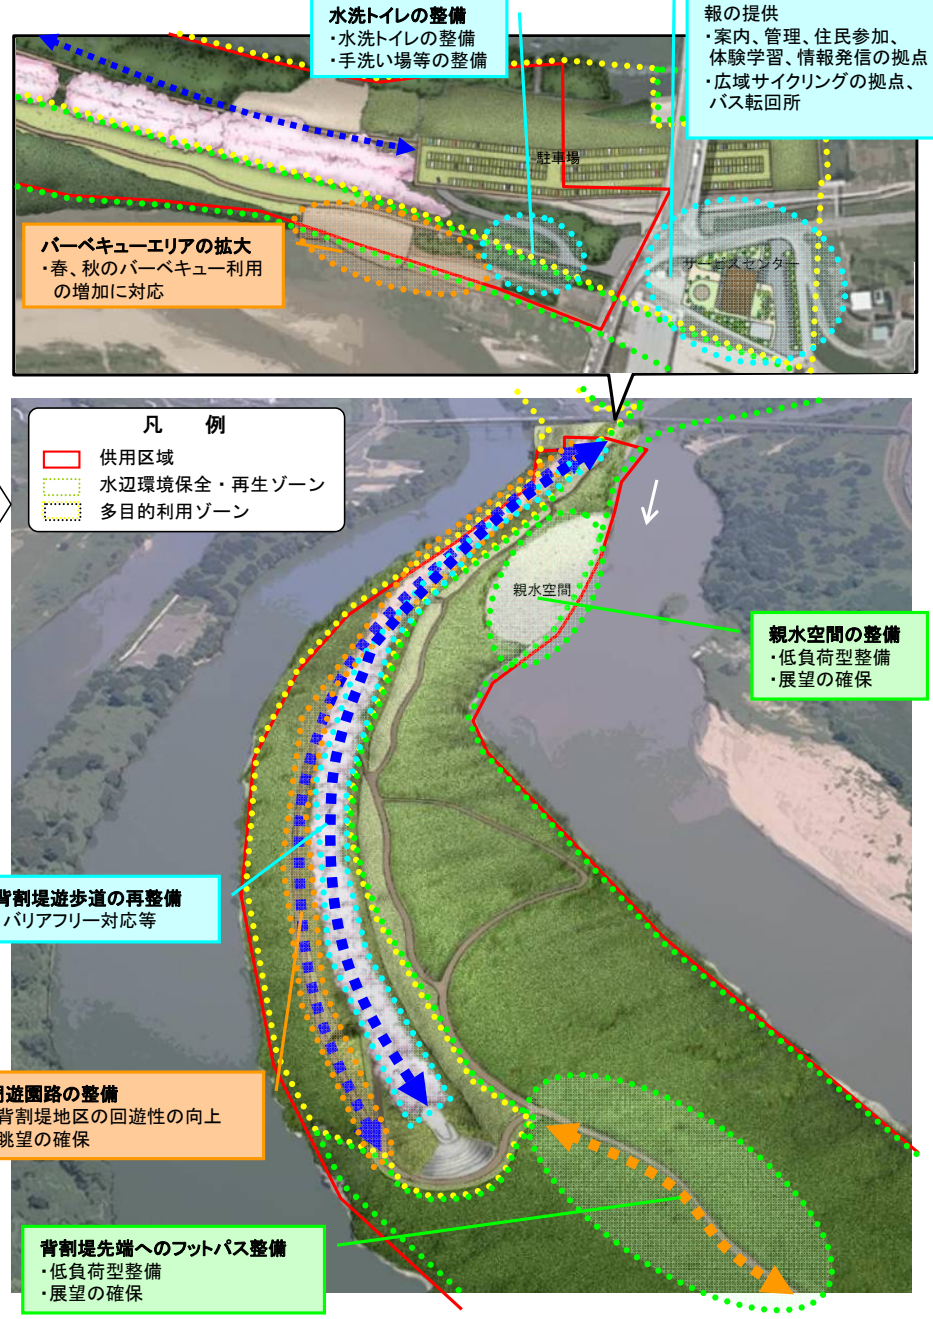 水洗トイレの整備
・水洗トイレの整備
・手洗い場等の整備
報の提供
・案内、管理、住民参加、
体験学習、情報発信の拠点
・広域サイクリングの拠点、
バス転回所
駐車場
バーベキューエリアの拡大
・春、秋のバーベキュー利用
の増加に対応
サービスセンター
凡 例
供用区域
水辺環境保全・再生ゾーン
多目的利用ゾーン
親水空間
親水空間の整備
・低負荷型整備
・展望の確保
背割堤遊歩道の再整備
バリアフリー対応等
遊園路の整備
背割堤地区の回遊性の向上
眺望の確保
背割堤先端へのフットパス整備
・低負荷型整備
・展望の確保